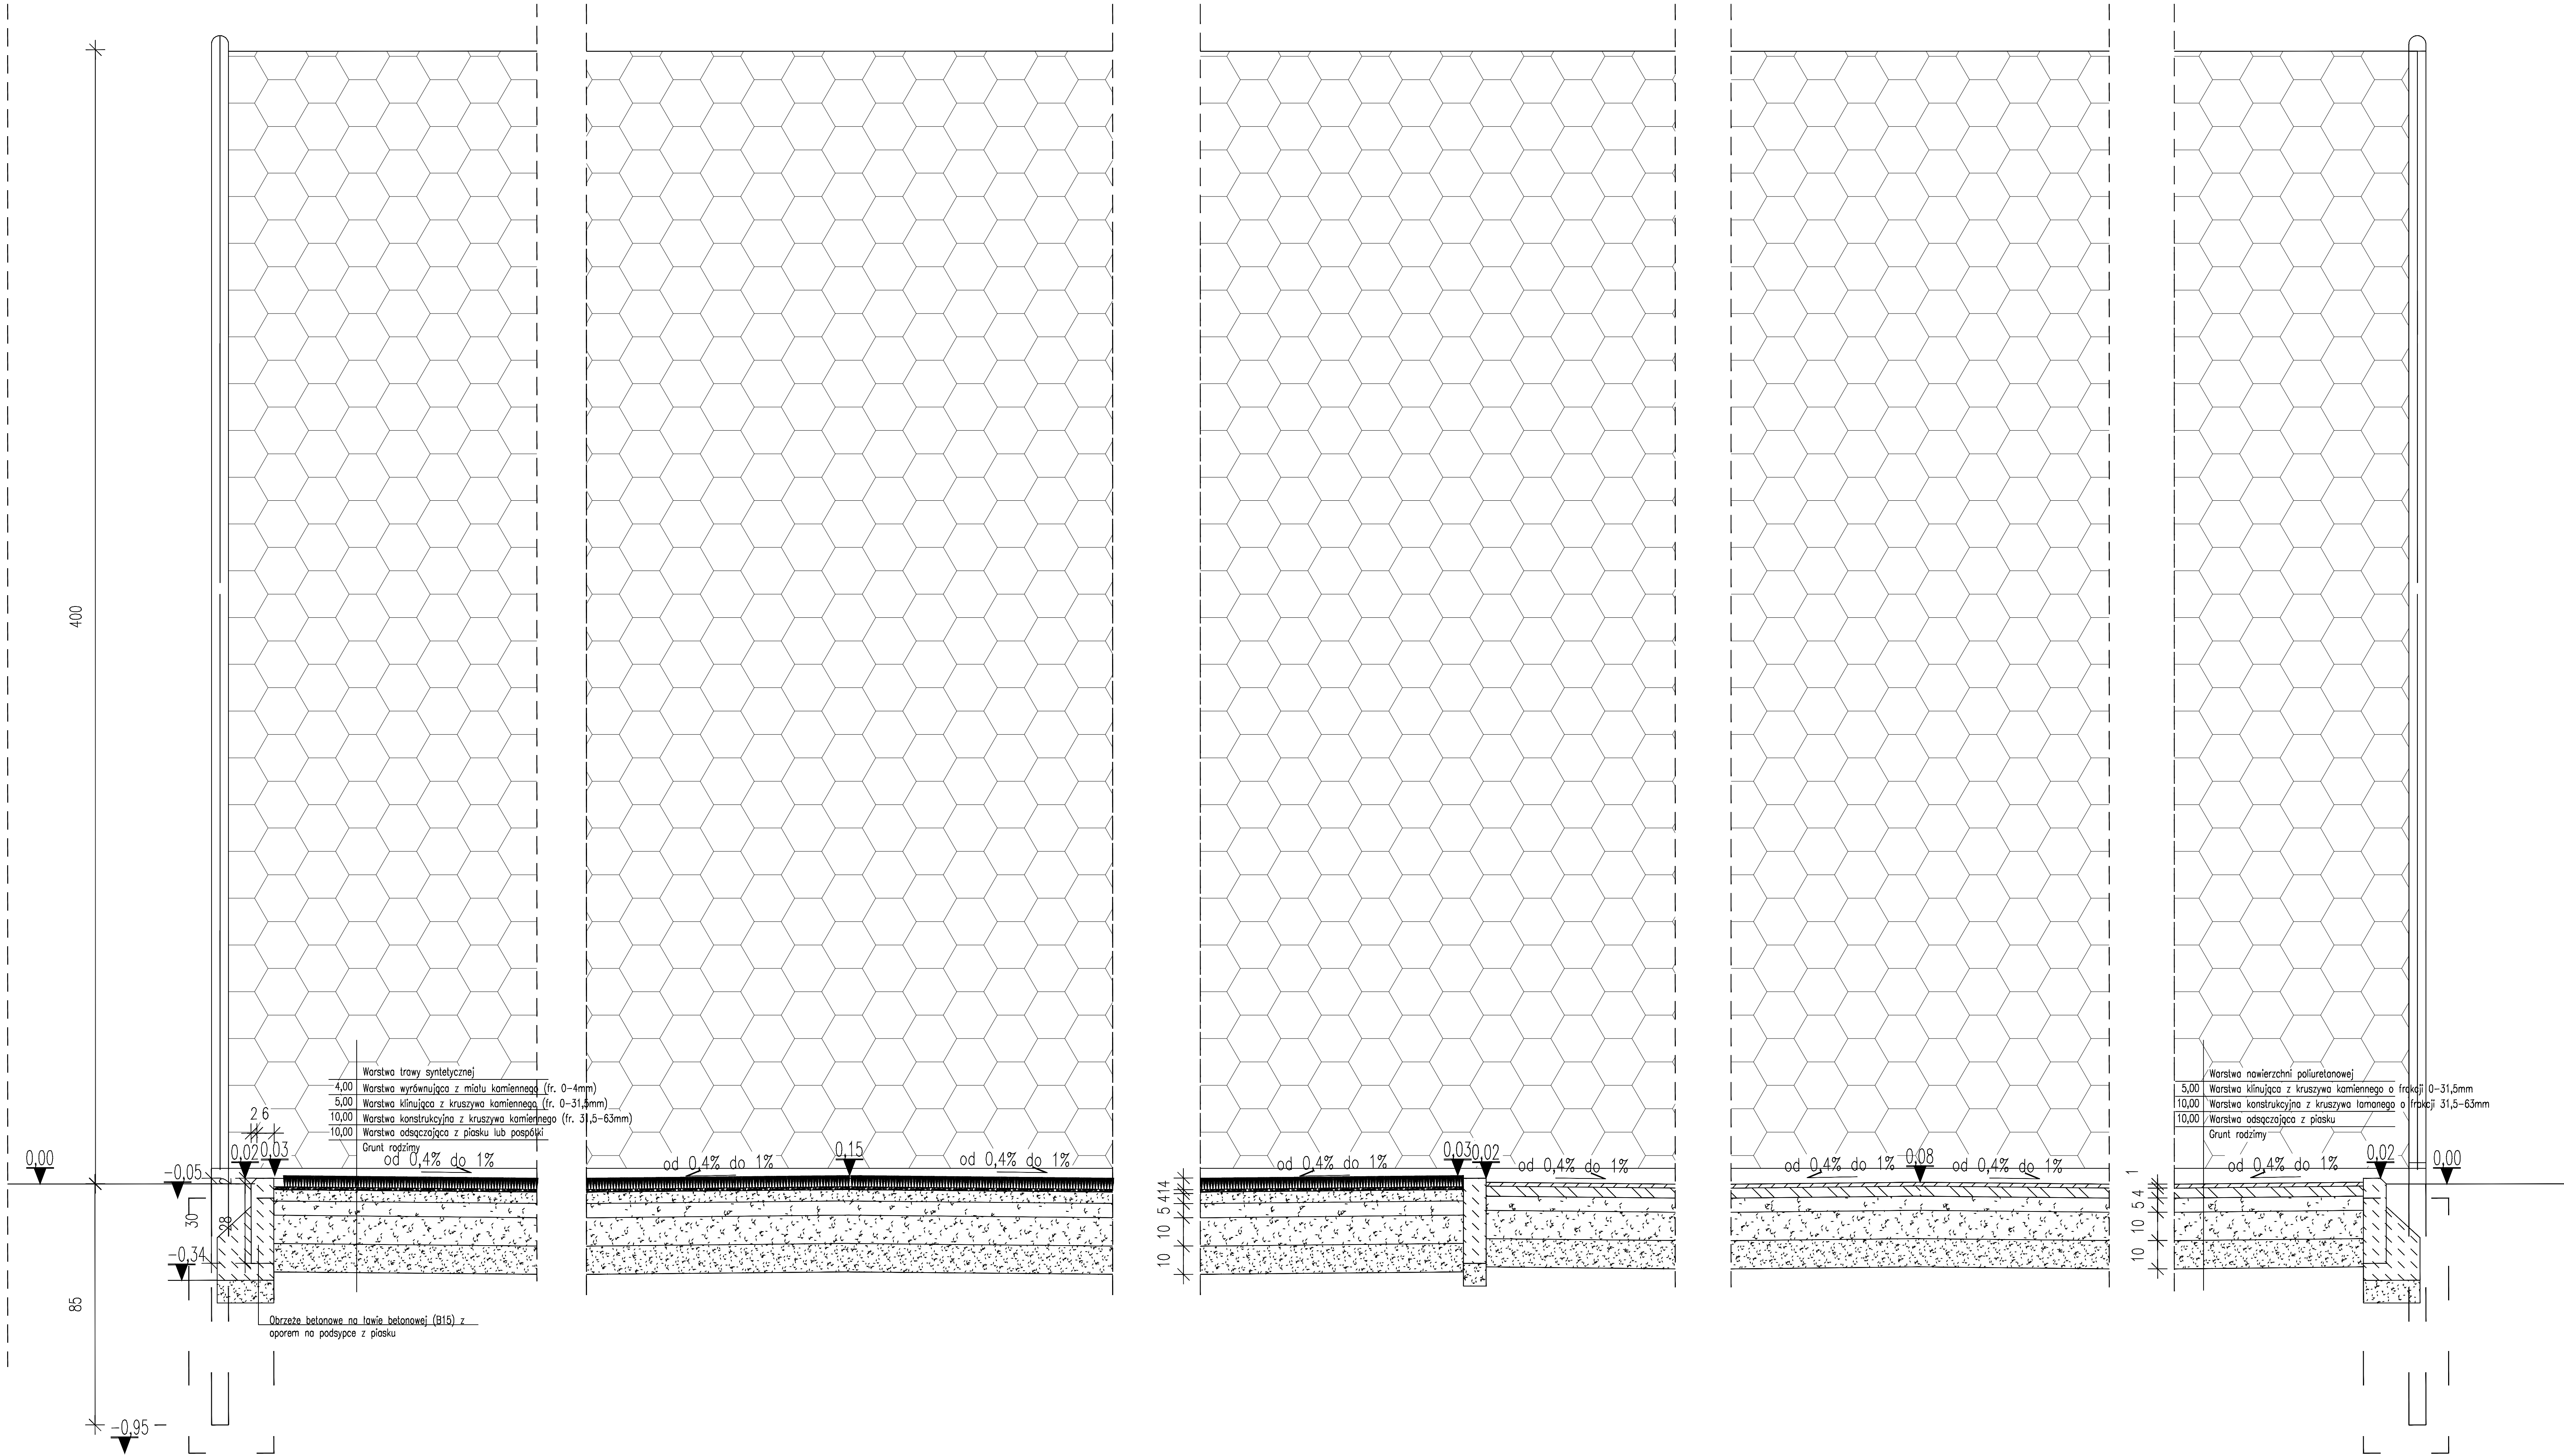 400
Warstwa trawy syntetycznej
4,00 Warstwa wyrównująca z miału kamiennego (fr. 0-4mm)
5,00 Warstwa klinująca z kruszywa kamiennego (fr. 0-31,5mm)
10,00 Warstwa konstrukcyjna z kruszywa kamiennego (fr. 31,5-63mm)
10,00 Warstwa odsączająca z piasku lub pospółki
Grunt rodzimy
Warstwa nawierzchni poliuretanowej
5,00 Warstwa klinująca z kruszywa kamiennego o frakcji 0-31,5mm
10,00 Warstwa konstrukcyjna z kruszywa łamanego o frakcji 31,5-63mm
10,00 Warstwa odsączająca z piasku
Grunt rodzimy
2 6
0,00
-0,05
0,02
0,03
od 0,4% do 1%
od 0,4% do 1%
0,15
od 0,4% do 1%
od 0,4% do 1%
0,03
0,02
od 0,4% do 1%
od 0,4% do 1%
0,08
od 0,4% do 1%
od 0,4% do 1%
0,02
0,00
30
28
30
-0,34
10 10 5 4 1 4
10 10 5 4 1
85
Obrzeże betonowe na ławie betonowej (B15) z
oporem na podsypce z piasku
-0,95